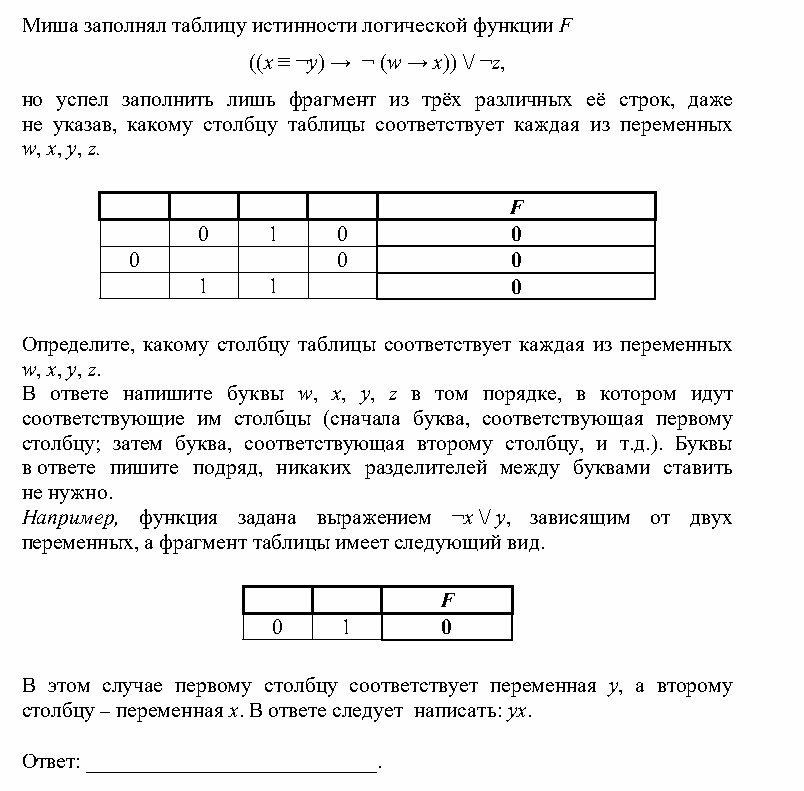 Миша заполнял таблицу истинности логической функции F
((x ≡ ¬y) → ¬ (w → x)) \/ ¬z,
но успел заполнить лишь фрагмент из трёх различных её строк, даже
не указав, какому столбцу таблицы соответствует каждая из переменных
w, x, y, z.
F
0 1 0 0
0 0 0
1 1 0
Определите, какому столбцу таблицы соответствует каждая из переменных
w, x, y, z.
В ответе напишите буквы w, x, y, z в том порядке, в котором идут
соответствующие им столбцы (сначала буква, соответствующая первому
столбцу; затем буква, соответствующая второму столбцу, и т.д.). Буквы
в ответе пишите подряд, никаких разделителей между буквами ставить
не нужно.
Например, функция задана выражением ¬x \/ y, зависящим от двух
переменных, а фрагмент таблицы имеет следующий вид.
F
0 1 0
В этом случае первому столбцу соответствует переменная y, а второму
столбцу – переменная x. В ответе следует написать: yx.
Ответ: ___________________________.